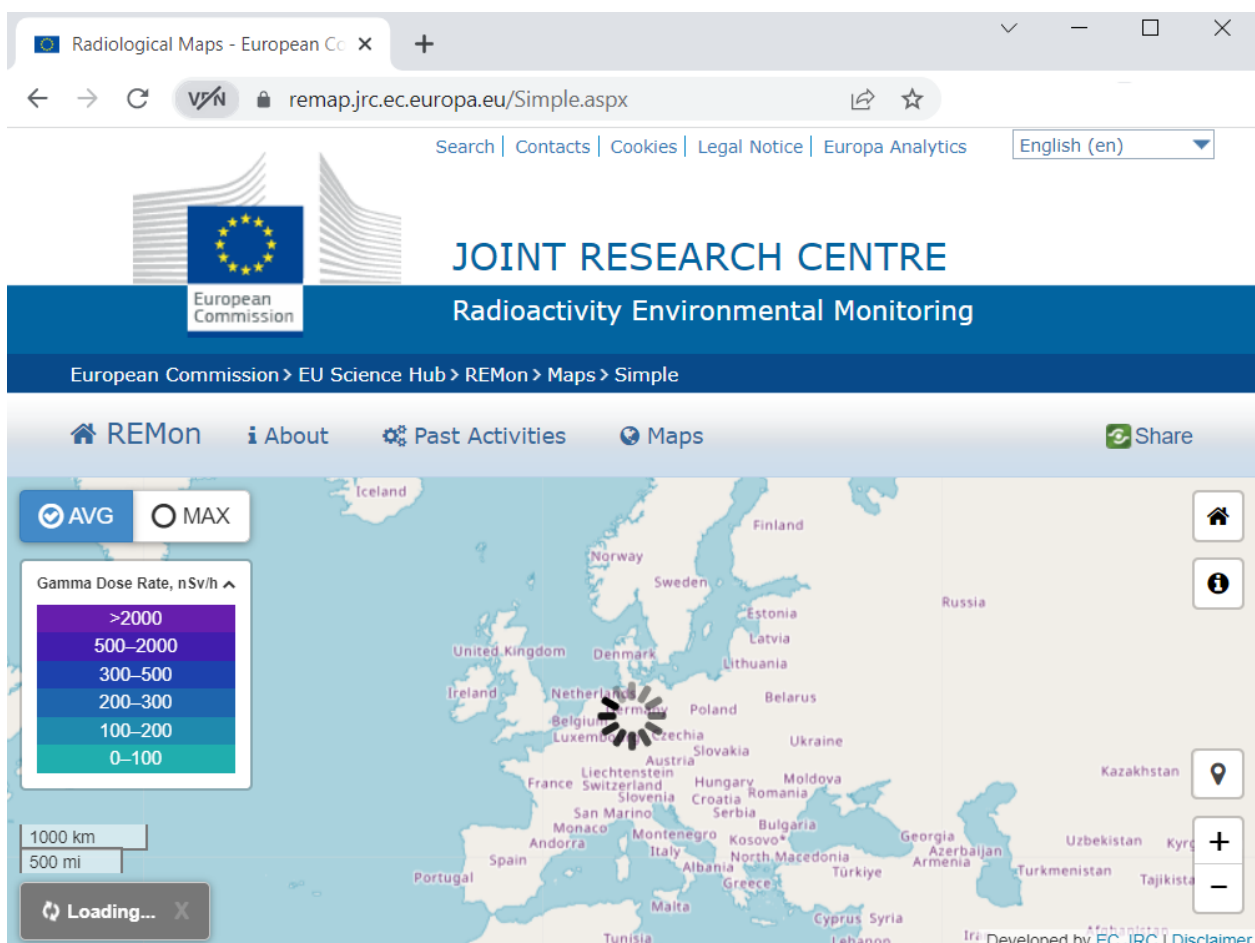 Radiological Maps - European Co
remap.jrc.ec.europa.eu/Simple.aspx
Search | Contacts | Cookies | Legal Notice | Europa Analytics
English (en)
European
Commission
JOINT RESEARCH CENTRE
Radioactivity Environmental Monitoring
European Commission > EU Science Hub > REMon > Maps > Simple
REMon
About
Past Activities
Maps
Share
AVG
MAX
Gamma Dose Rate, nSv/h
>2000
500–2000
300–500
200–300
100–200
0–100
1000 km
500 mi
Loading... X
Iceland
Finland
Norway
Sweden
Russia
Estonia
Latvia
United Kingdom
Denmark
Lithuania
Ireland
Netherlands
Belarus
Germany
Poland
Belgium
Luxembourg
Czechia
Ukraine
Slovakia
Austria
Liechtenstein
Kazakhstan
France
Switzerland
Hungary
Moldova
Slovenia
Croatia
Romania
San Marino
Serbia
Monaco
Bulgaria
Andorra
Montenegro
Kosovo*
Georgia
Uzbekistan
Kyrg
Italy
Azerbaijan
Spain
North Macedonia
Armenia
Albania
Türkiye
Turkmenistan
Portugal
Greece
Tajikista
Malta
Cyprus
Syria
Tunisia
Lebanon
Developed by EC JRC | Disclaimer